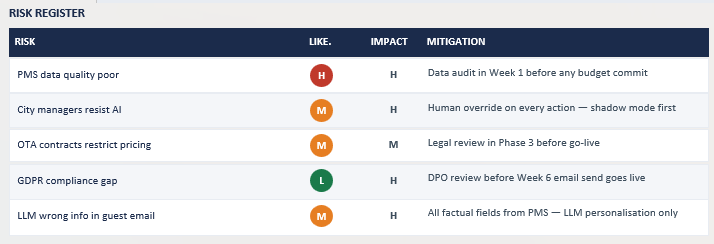 RISK REGISTER
RISK LIKE. IMPACT MITIGATION
PMS data quality poor H H Data audit in Week 1 before any budget commit
City managers resist AI M H Human override on every action — shadow mode first
OTA contracts restrict pricing M M Legal review in Phase 3 before go-live
GDPR compliance gap L H DPO review before Week 6 email send goes live
LLM wrong info in guest email M H All factual fields from PMS — LLM personalisation only